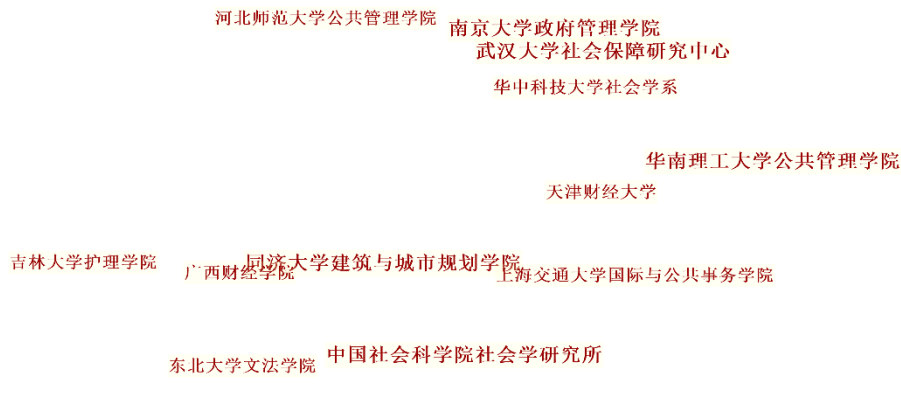 河北师范大学公共管理学院
南京大学政府管理学院
武汉大学社会保障研究中心
华中科技大学社会学系
华南理工大学公共管理学院
天津财经大学
吉林大学护理学院
广西财经学院
同济大学建筑与城市规划学院
上海交通大学国际与公共事务学院
中国社会科学院社会学研究所
东北大学文法学院